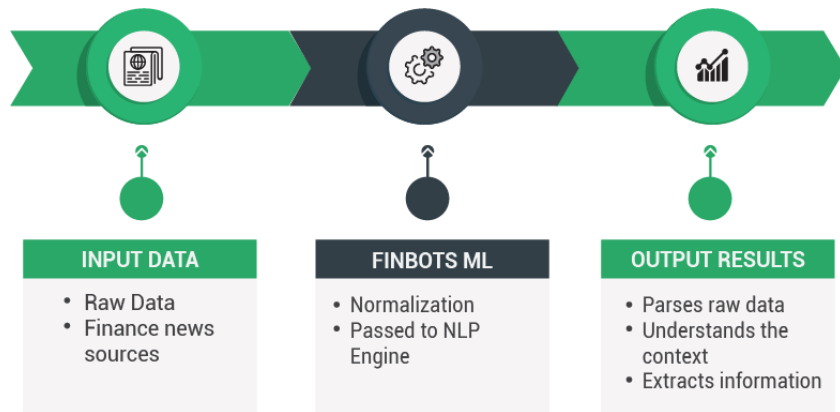 INPUT DATA
• Raw Data
• Finance news
sources
FINBOTS ML
• Normalization
• Passed to NLP
Engine
OUTPUT RESULTS
• Parses raw data
• Understands the
context
• Extracts information